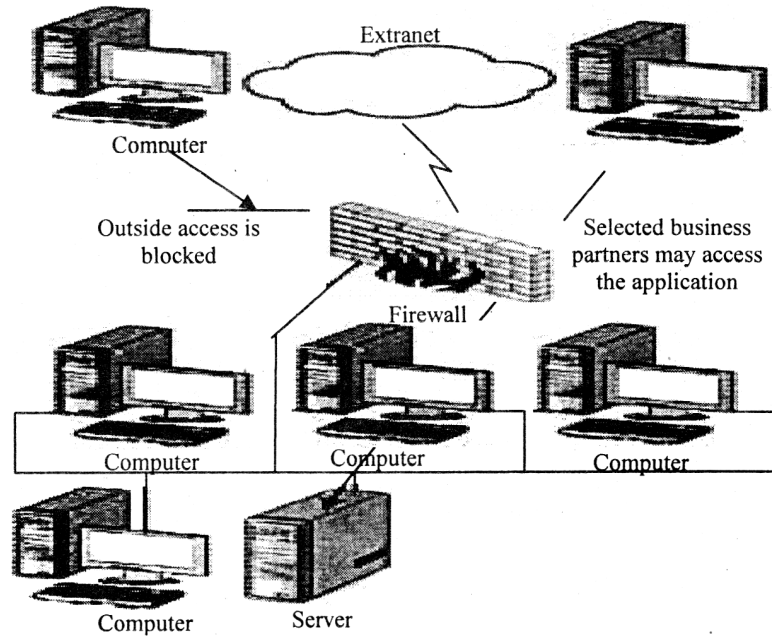 Extranet
Computer
Outside access is
blocked
Selected business
partners may access
the application
Firewall
Computer
Computer
Computer
Computer
Server